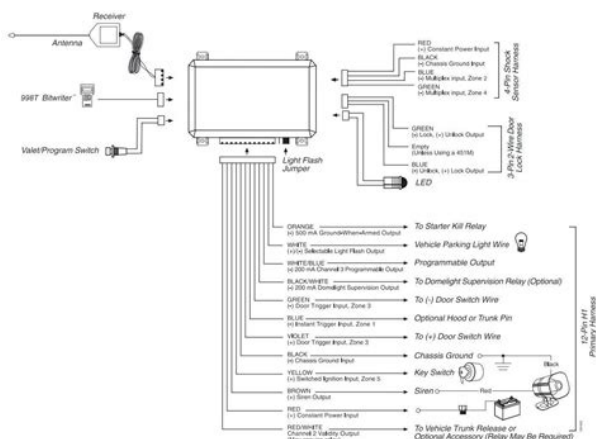 Receiver
Antenna
998T Bitwriter™
Valet/Program Switch
Light Flash
Jumper
RED
(+) Constant Power Input
BLACK
(-) Chassis Ground Input
BLUE
(-) Multiplex Input, Zone 2
GREEN
(-) Multiplex Input, Zone 4
4-Pin Shock
Sensor Harness
GREEN
(-) Lock, (+) Unlock Output
Empty
(Unless Using a 451M)
BLUE
(-) Unlock, (+) Lock Output
3-Pin 2-Wire Door
Lock Harness
LED
ORANGE
(-) 500 mA Ground-When-Armed Output
To Starter Kill Relay
WHITE
(+)/(-) Selectable Light Flash Output
Vehicle Parking Light Wire
WHITE/BLUE
(-) 200 mA Channel 3 Programmable Output
Programmable Output
BLACK/WHITE
(-) 200 mA Domelight Supervision Output
To Domelight Supervision Relay (Optional)
GREEN
(-) Door Trigger Input, Zone 3
To (-) Door Switch Wire
BLUE
(-) Instant Trigger Input, Zone 1
Optional Hood or Trunk Pin
VIOLET
(+) Door Trigger Input, Zone 3
To (+) Door Switch Wire
BLACK
(-) Chassis Ground Input
Chassis Ground
YELLOW
(+) Switched Ignition Input, Zone 5
Key Switch
BROWN
(+) Siren Output
Siren
Red
Black
RED
(+) Constant Power Input
RED/WHITE
Channel 2 Validity Output
To Vehicle Trunk Release or
Optional Accessory (Relay May Be Required)
12-Pin H1
Primary Harness